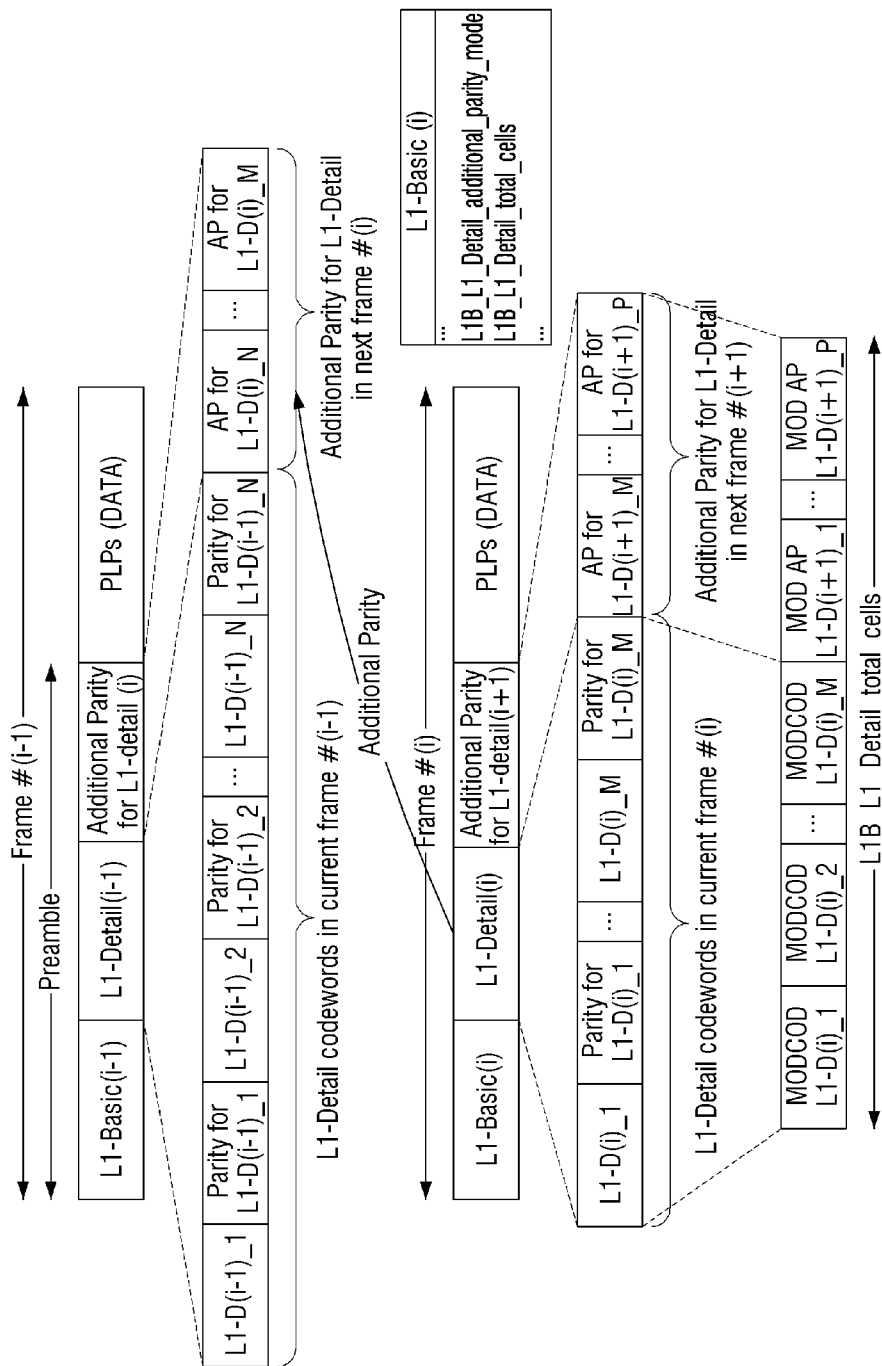 Frame #(i-1)
Preamble
L1-Basic(i-1)
L1-Detail(i-1)
Additional Parity
for L1-detail (i)
PLPs (DATA)
L1-D(i-1)_1
Parity for
L1-D(i-1)_1
L1-D(i-1)_2
Parity for
L1-D(i-1)_2
...
L1-D(i-1)_N
Parity for
L1-D(i-1)_N
AP for
L1-D(i)_N
...
AP for
L1-D(i)_M
L1-Detail codewords in current frame #(i-1)
Additional Parity for L1-Detail
in next frame #(i)
Additional Parity
Frame #(i)
L1-Basic(i)
L1-Detail(i)
Additional Parity
for L1-detail(i+1)
PLPs (DATA)
L1-Basic (i)
...
L1B_L1_Detail_additional_parity_mode
L1B_L1_Detail_total_cells
...
L1-D(i)_1
Parity for
L1-D(i)_1
...
L1-D(i)_M
Parity for
L1-D(i)_M
AP for
L1-D(i+1)_M
...
AP for
L1-D(i+1)_P
L1-Detail codewords in current frame #(i)
Additional Parity for L1-Detail
in next frame #(i+1)
MODCOD
L1-D(i)_1
MODCOD
L1-D(i)_2
...
MODCOD
L1-D(i)_M
MOD AP
L1-D(i+1)_1
...
MOD AP
L1-D(i+1)_P
L1B L1 Detail total cells